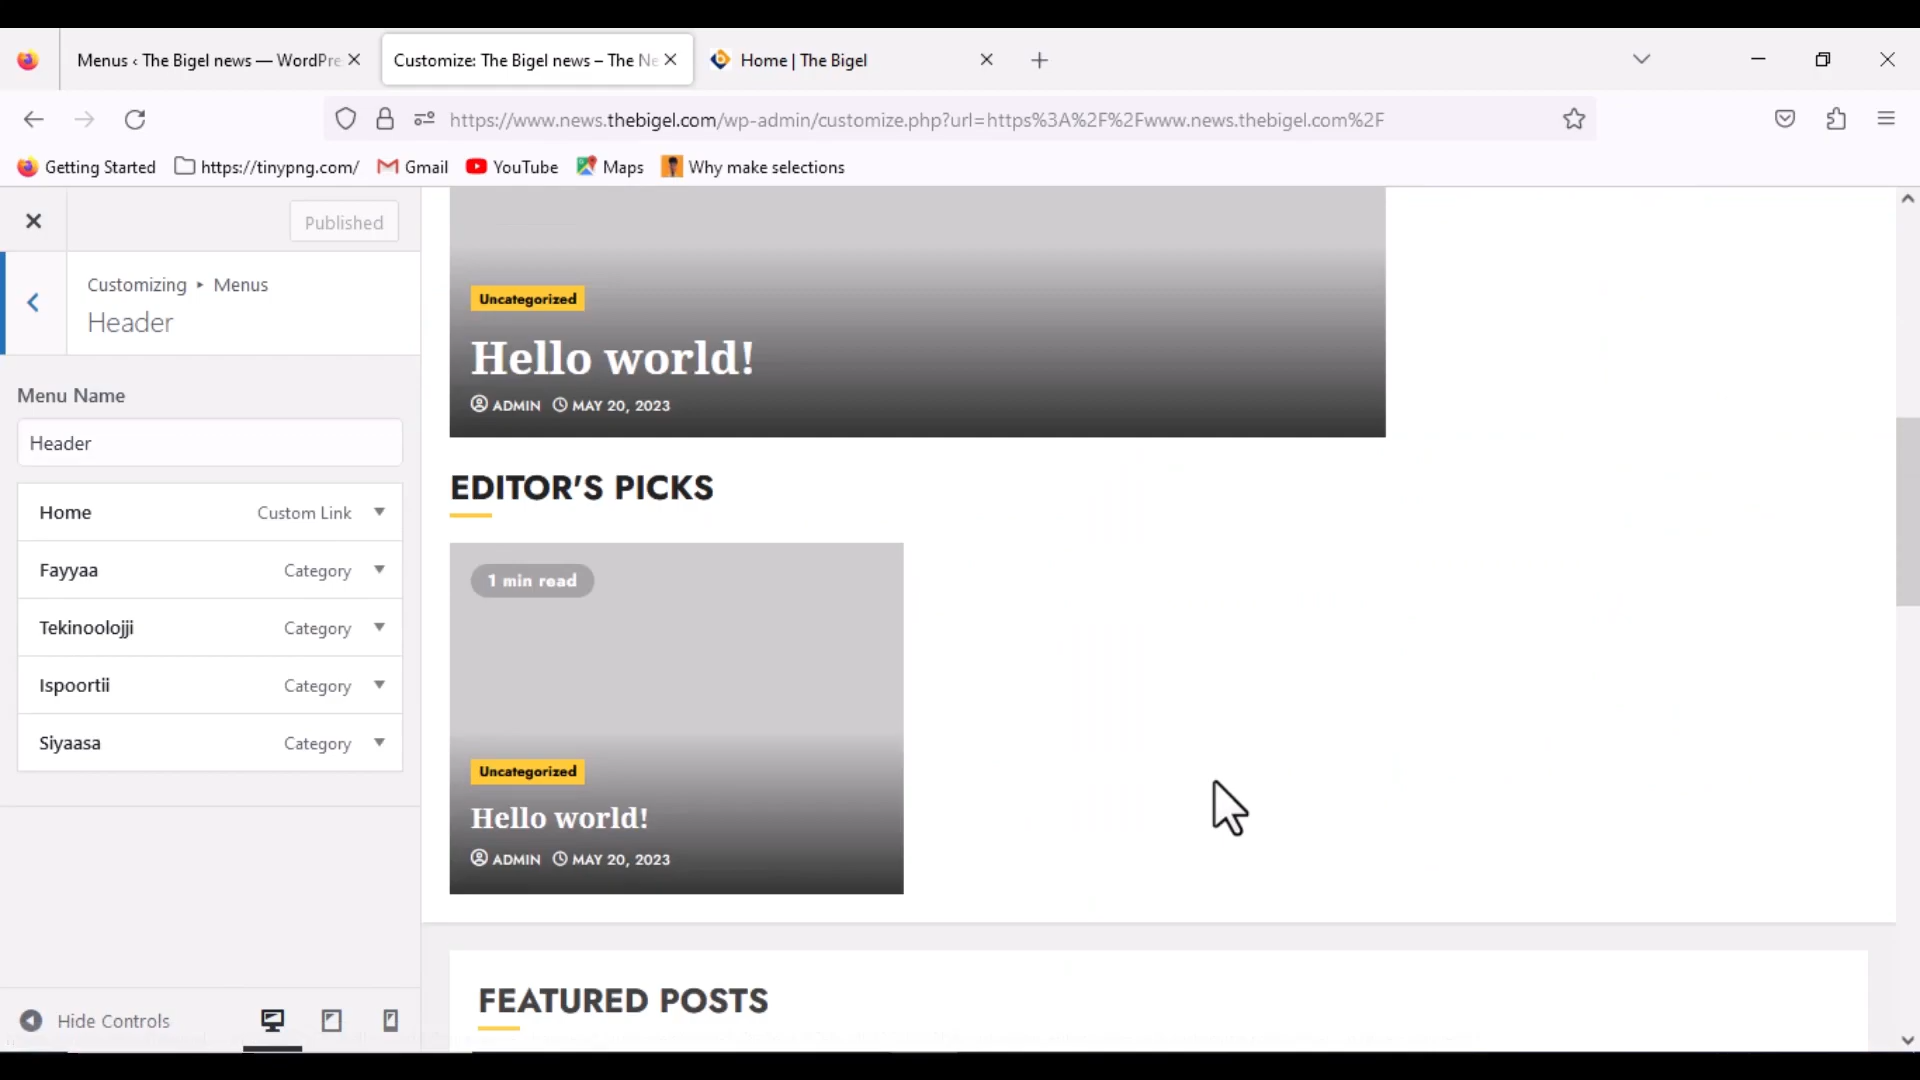 Menus ‹ The Bigel news — WordPre
Customize: The Bigel news – The Ne
Home | The Bigel
https://www.news.thebigel.com/wp-admin/customize.php?url=https%3A%2F%2Fwww.news.thebigel.com%2F
Getting Started
https://tinypng.com/
Gmail
YouTube
Maps
Why make selections
Published
Customizing ▸ Menus
Header
Menu Name
Header
Home Custom Link
Fayyaa Category
Tekinoolojji Category
Ispoortii Category
Siyaasa Category
Hide Controls
Uncategorized
Hello world!
ADMIN MAY 20, 2023
EDITOR'S PICKS
1 min read
Uncategorized
Hello world!
ADMIN MAY 20, 2023
FEATURED POSTS